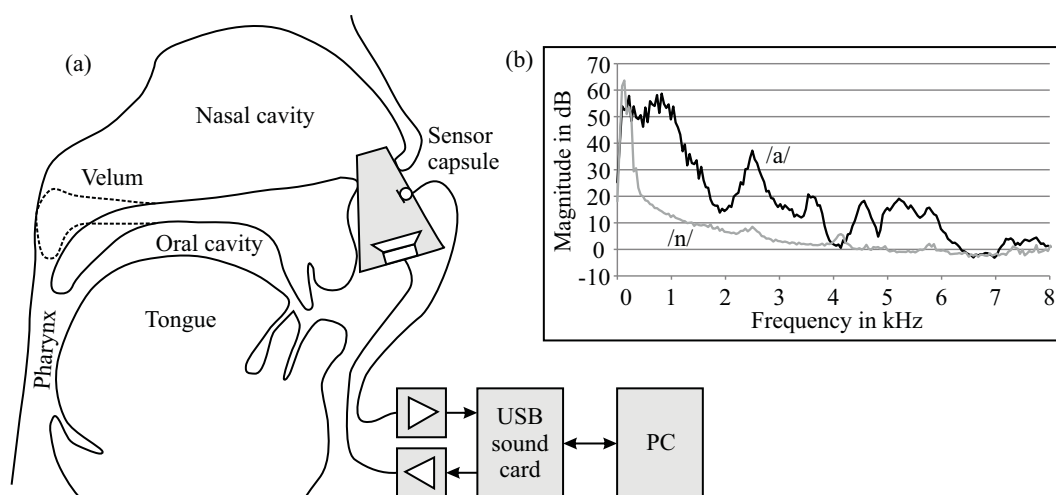 (a)
Nasal cavity
Sensor
capsule
Velum
Oral cavity
Tongue
Pharynx
USB
sound
card
PC
(b)
Magnitude in dB
70
60
50
40
30
20
10
0
-10
/a/
/n/
0 1 2 3 4 5 6 7 8
Frequency in kHz